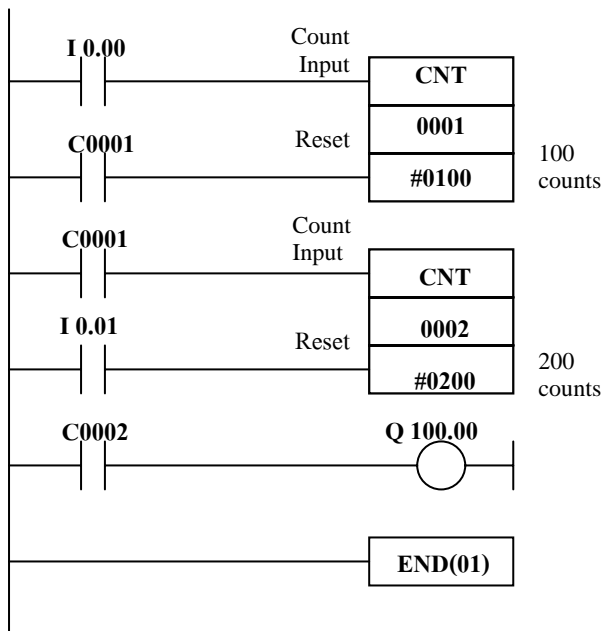 I 0.00
Count
Input
CNT
0001
#0100
C0001
Reset
100
counts
C0001
Count
Input
CNT
0002
#0200
I 0.01
Reset
200
counts
C0002
Q 100.00
END(01)